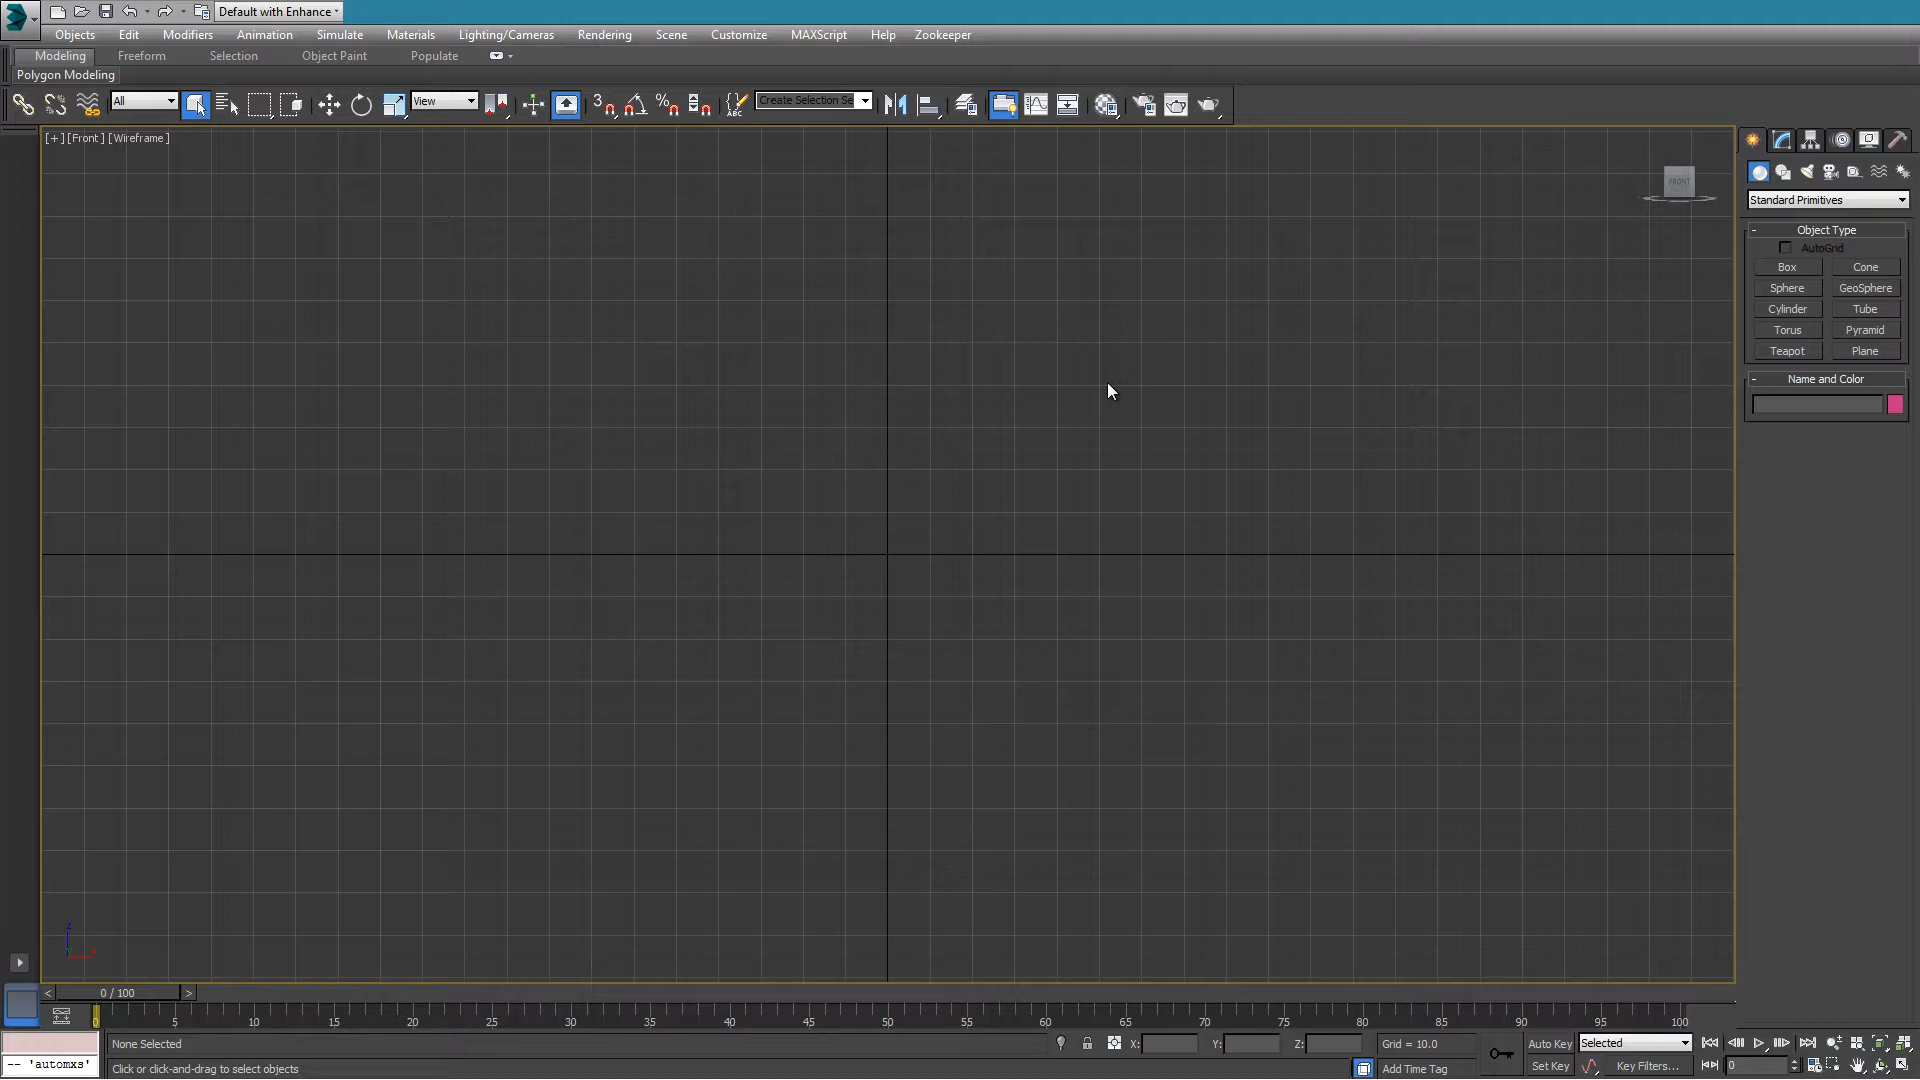 Default with Enhance
Objects Edit Modifiers Animation Simulate Materials Lighting/Cameras Rendering Scene Customize MAXScript Help Zookeeper
Modeling Freeform Selection Object Paint Populate
Polygon Modeling
All View 3 % ABC Create Selection Se
[+] [Front] [Wireframe]
FRONT
Standard Primitives
- Object Type
AutoGrid
Box Cone
Sphere GeoSphere
Cylinder Tube
Torus Pyramid
Teapot Plane
- Name and Color
z
x
< 0 / 100 >
0 5 10 15 20 25 30 35 40 45 50 55 60 65 70 75 80 85 90 95 100
None Selected X: Y: Z: Grid = 10.0 Auto Key Selected
-- 'automxs' Click or click-and-drag to select objects Add Time Tag Set Key Key Filters... 0